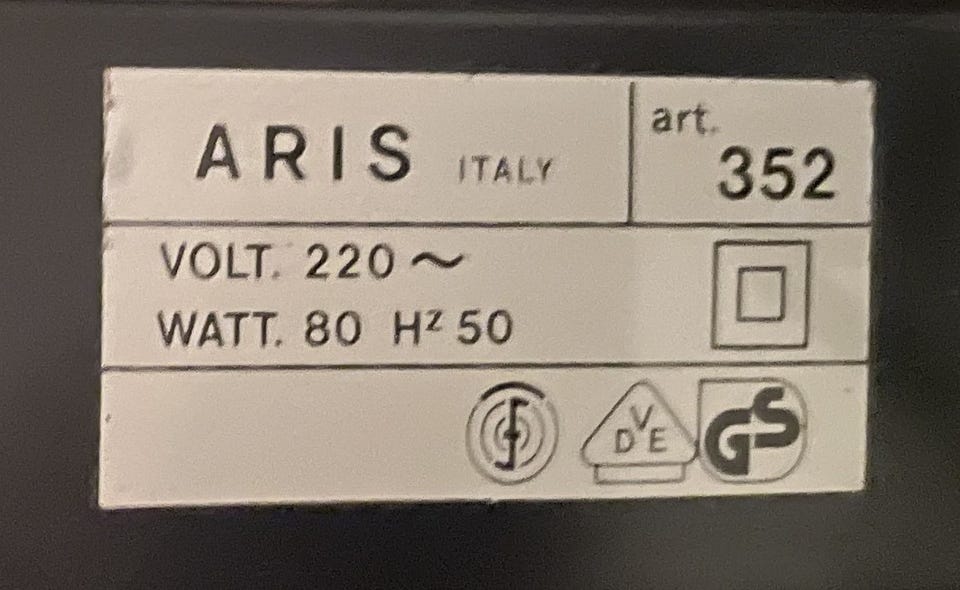 ARIS ITALY
art. 352
VOLT. 220 ~
WATT. 80 Hz 50
VDE
GS